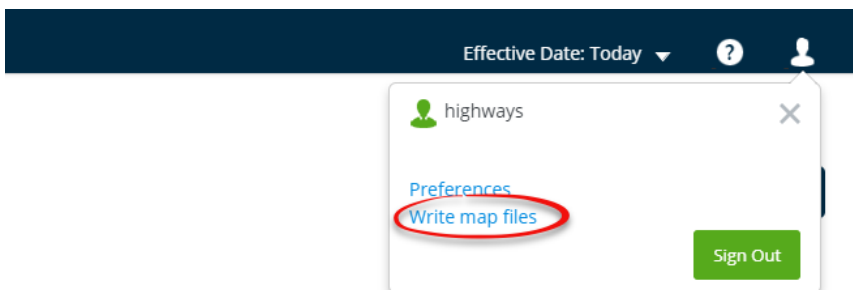 Effective Date: Today ?
highways
Preferences
Write map files
Sign Out